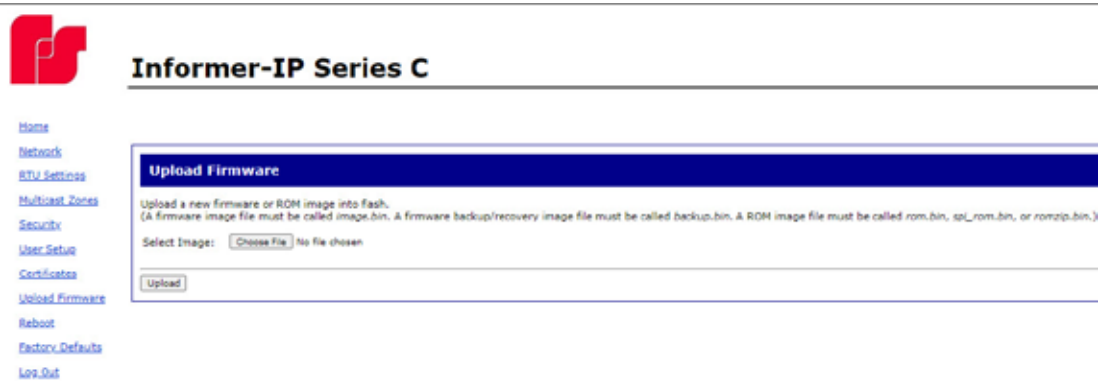 Informer-IP Series C
Home
Network
RTU Settings
Multicast Zones
Security
User Setup
Certificates
Upload Firmware
Reboot
Factory Defaults
Log Out
Upload Firmware
Upload a new firmware or ROM image into flash.
(A firmware image file must be called image.bin. A firmware backup/recovery image file must be called backup.bin. A ROM image file must be called rom.bin, spi_rom.bin, or romzip.bin.)
Select Image: Choose File No file chosen
Upload